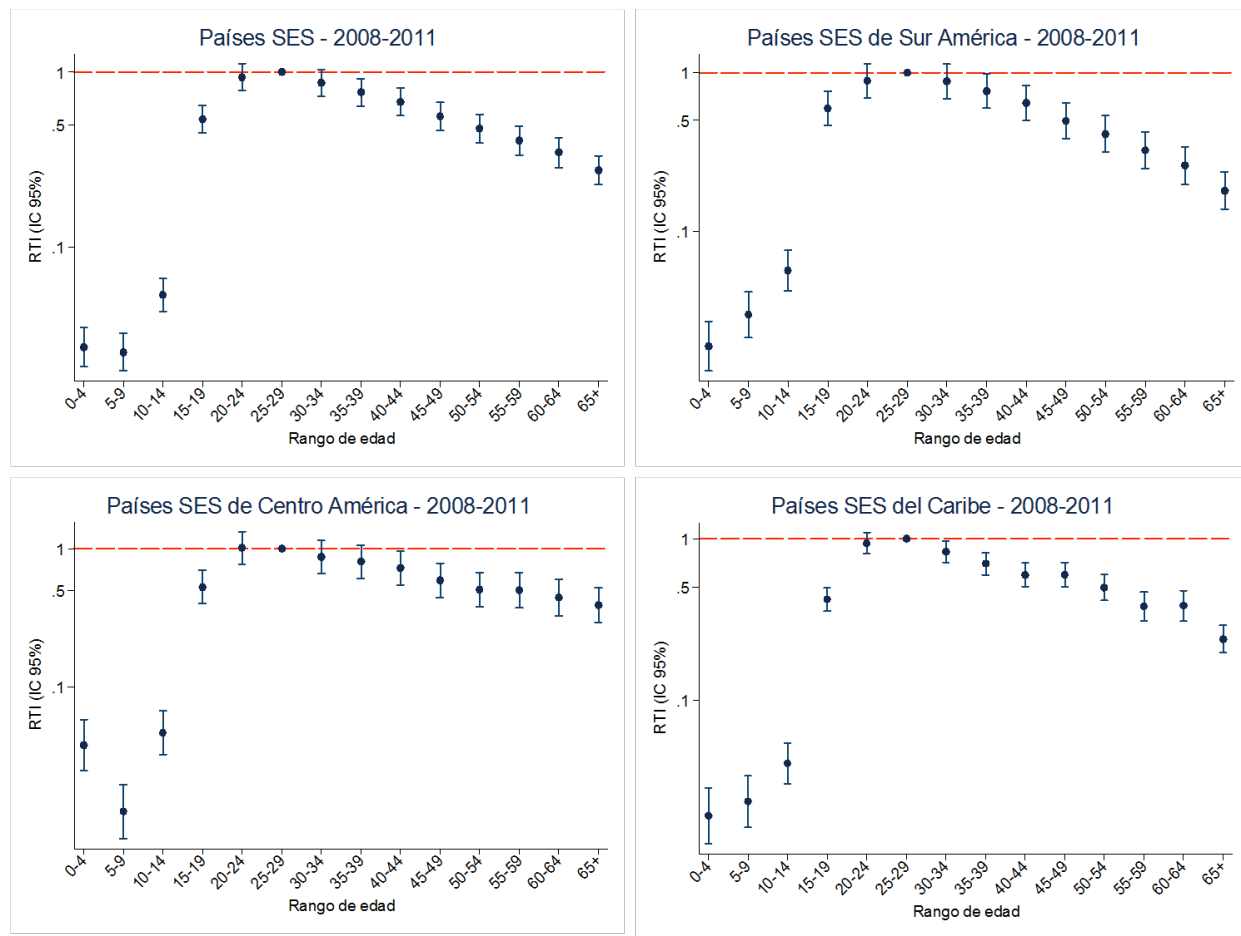 Países SES - 2008-2011
RTI (IC 95%)
1
.5
.1
0-4 5-9 10-14 15-19 20-24 25-29 30-34 35-39 40-44 45-49 50-54 55-59 60-64 65+
Rango de edad
Países SES de Sur América - 2008-2011
RTI (IC 95%)
1
.5
.1
0-4 5-9 10-14 15-19 20-24 25-29 30-34 35-39 40-44 45-49 50-54 55-59 60-64 65+
Rango de edad
Países SES de Centro América - 2008-2011
RTI (IC 95%)
1
.5
.1
0-4 5-9 10-14 15-19 20-24 25-29 30-34 35-39 40-44 45-49 50-54 55-59 60-64 65+
Rango de edad
Países SES del Caribe - 2008-2011
RTI (IC 95%)
1
.5
.1
0-4 5-9 10-14 15-19 20-24 25-29 30-34 35-39 40-44 45-49 50-54 55-59 60-64 65+
Rango de edad